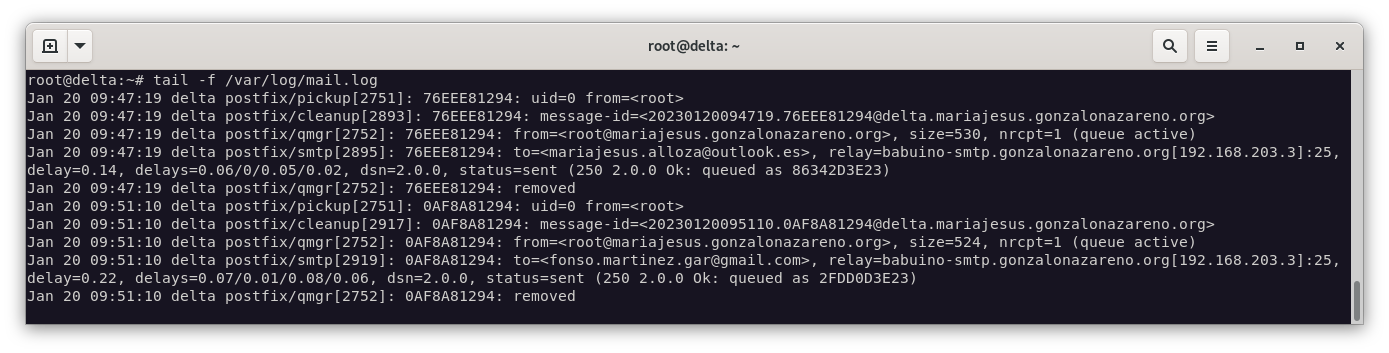 root@delta: ~
root@delta:~# tail -f /var/log/mail.log
Jan 20 09:47:19 delta postfix/pickup[2751]: 76EEE81294: uid=0 from=<root>
Jan 20 09:47:19 delta postfix/cleanup[2893]: 76EEE81294: message-id=<20230120094719.76EEE81294@delta.mariajesus.gonzalonazareno.org>
Jan 20 09:47:19 delta postfix/qmgr[2752]: 76EEE81294: from=<root@mariajesus.gonzalonazareno.org>, size=530, nrcpt=1 (queue active)
Jan 20 09:47:19 delta postfix/smtp[2895]: 76EEE81294: to=<mariajesus.alloza@outlook.es>, relay=babuino-smtp.gonzalonazareno.org[192.168.203.3]:25,
delay=0.14, delays=0.06/0/0.05/0.02, dsn=2.0.0, status=sent (250 2.0.0 Ok: queued as 86342D3E23)
Jan 20 09:47:19 delta postfix/qmgr[2752]: 76EEE81294: removed
Jan 20 09:51:10 delta postfix/pickup[2751]: 0AF8A81294: uid=0 from=<root>
Jan 20 09:51:10 delta postfix/cleanup[2917]: 0AF8A81294: message-id=<20230120095110.0AF8A81294@delta.mariajesus.gonzalonazareno.org>
Jan 20 09:51:10 delta postfix/qmgr[2752]: 0AF8A81294: from=<root@mariajesus.gonzalonazareno.org>, size=524, nrcpt=1 (queue active)
Jan 20 09:51:10 delta postfix/smtp[2919]: 0AF8A81294: to=<fonso.martinez.gar@gmail.com>, relay=babuino-smtp.gonzalonazareno.org[192.168.203.3]:25,
delay=0.22, delays=0.07/0.01/0.08/0.06, dsn=2.0.0, status=sent (250 2.0.0 Ok: queued as 2FDD0D3E23)
Jan 20 09:51:10 delta postfix/qmgr[2752]: 0AF8A81294: removed